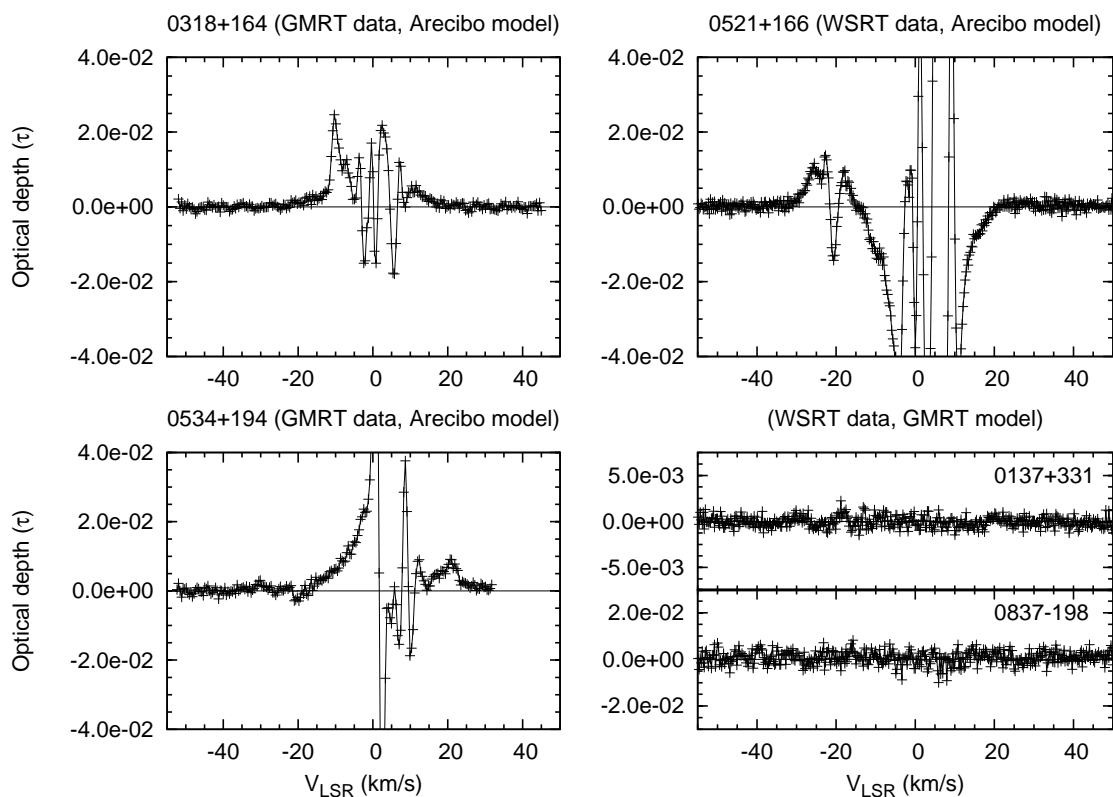 0318+164 (GMRT data, Arecibo model)
Optical depth (τ)
4.0e-02
2.0e-02
0.0e+00
-2.0e-02
-4.0e-02
-40 -20 0 20 40
0521+166 (WSRT data, Arecibo model)
4.0e-02
2.0e-02
0.0e+00
-2.0e-02
-4.0e-02
-40 -20 0 20 40
0534+194 (GMRT data, Arecibo model)
Optical depth (τ)
4.0e-02
2.0e-02
0.0e+00
-2.0e-02
-4.0e-02
-40 -20 0 20 40
V_LSR (km/s)
(WSRT data, GMRT model)
0137+331
5.0e-03
0.0e+00
-5.0e-03
0837-198
2.0e-02
0.0e+00
-2.0e-02
-40 -20 0 20 40
V_LSR (km/s)